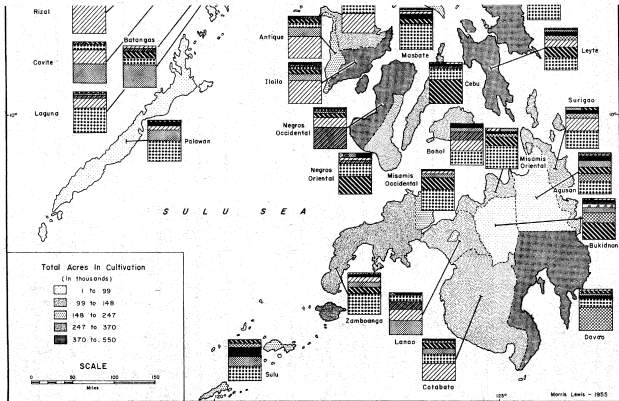 Rizal
Cavite
Batangas
Laguna
Palawan
Antique
Iloilo
Masbate
Cebu
Leyte
Negros
Occidental
Negros
Oriental
Bohol
Surigao
Misamis
Oriental
Misamis
Occidental
Agusan
Bukidnon
10°
10°
SULU SEA
Zamboanga
Lanao
Cotabato
Davao
Sulu
Total Acres In Cultivation
(in thousands)
1 to 99
99 to 148
148 to 247
247 to 370
370 to 550
SCALE
0 50 100 150
Miles
120°
125°
Morris Lewis - 1955